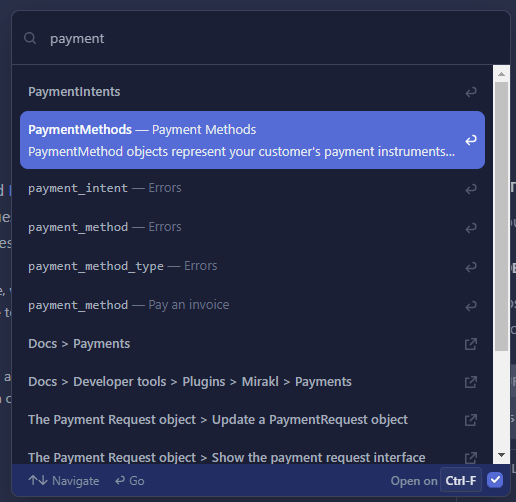 payment
PaymentIntents
PaymentMethods — Payment Methods
PaymentMethod objects represent your customer's payment instruments...
payment_intent — Errors
payment_method — Errors
payment_method_type — Errors
payment_method — Pay an invoice
Docs > Payments
Docs > Developer tools > Plugins > Mirakl > Payments
The Payment Request object > Update a PaymentRequest object
The Payment Request object > Show the payment request interface
↑↓ Navigate ↵ Go Open on Ctrl-F